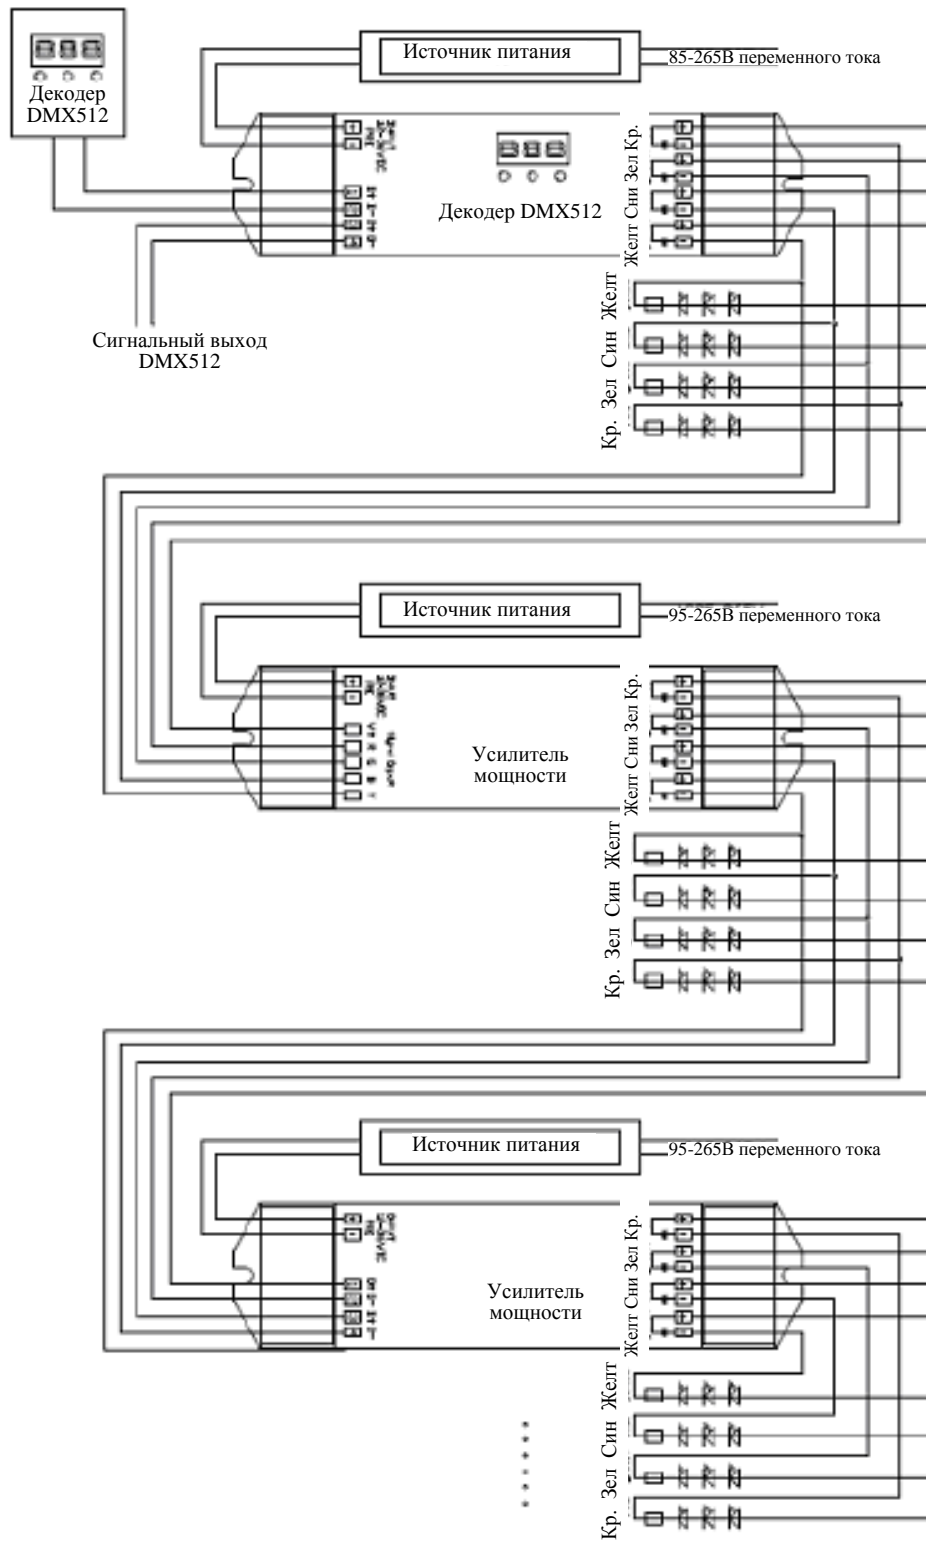 Декодер
DMX512
Источник питания
85-265В переменного тока
Декодер DMX512
Желт Сни Зел Кр.
Сигнальный выход
DMX512
Кр. Зел Син Желт
Источник питания
95-265В переменного тока
Усилитель
мощности
Желт Сни Зел Кр.
Кр. Зел Син Желт
Источник питания
95-265В переменного тока
Усилитель
мощности
Желт Сни Зел Кр.
Кр. Зел Син Желт